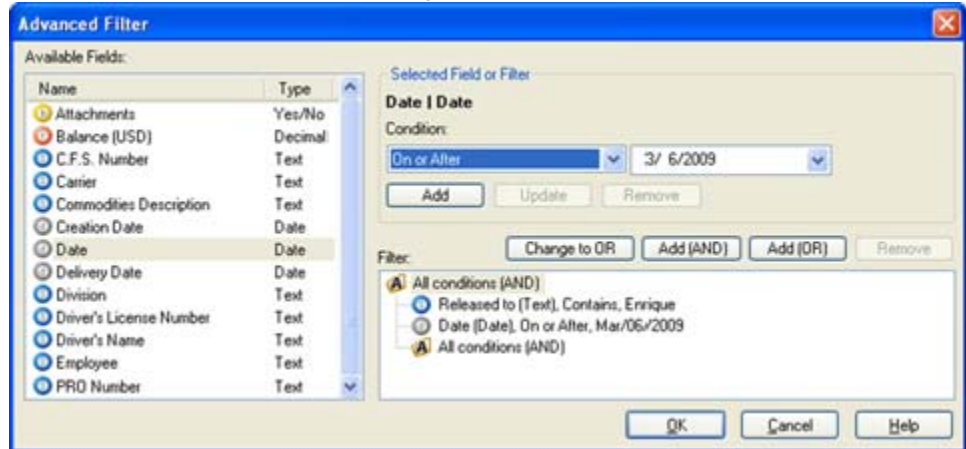 Advanced Filter
Available Fields:
Name Type
Attachments Yes/No
Balance (USD) Decimal
C.F.S. Number Text
Carrier Text
Commodities Description Text
Creation Date Date
Date Date
Delivery Date Date
Division Text
Driver's License Number Text
Driver's Name Text
Employee Text
PRO Number Text
Selected Field or Filter
Date | Date
Condition:
On or After 3/ 6/2009
Add Update Remove
Filter: Change to OR Add (AND) Add (OR) Remove
All conditions (AND)
Released to (Text), Contains, Enrique
Date (Date), On or After, Mar/06/2009
All conditions (AND)
OK Cancel Help